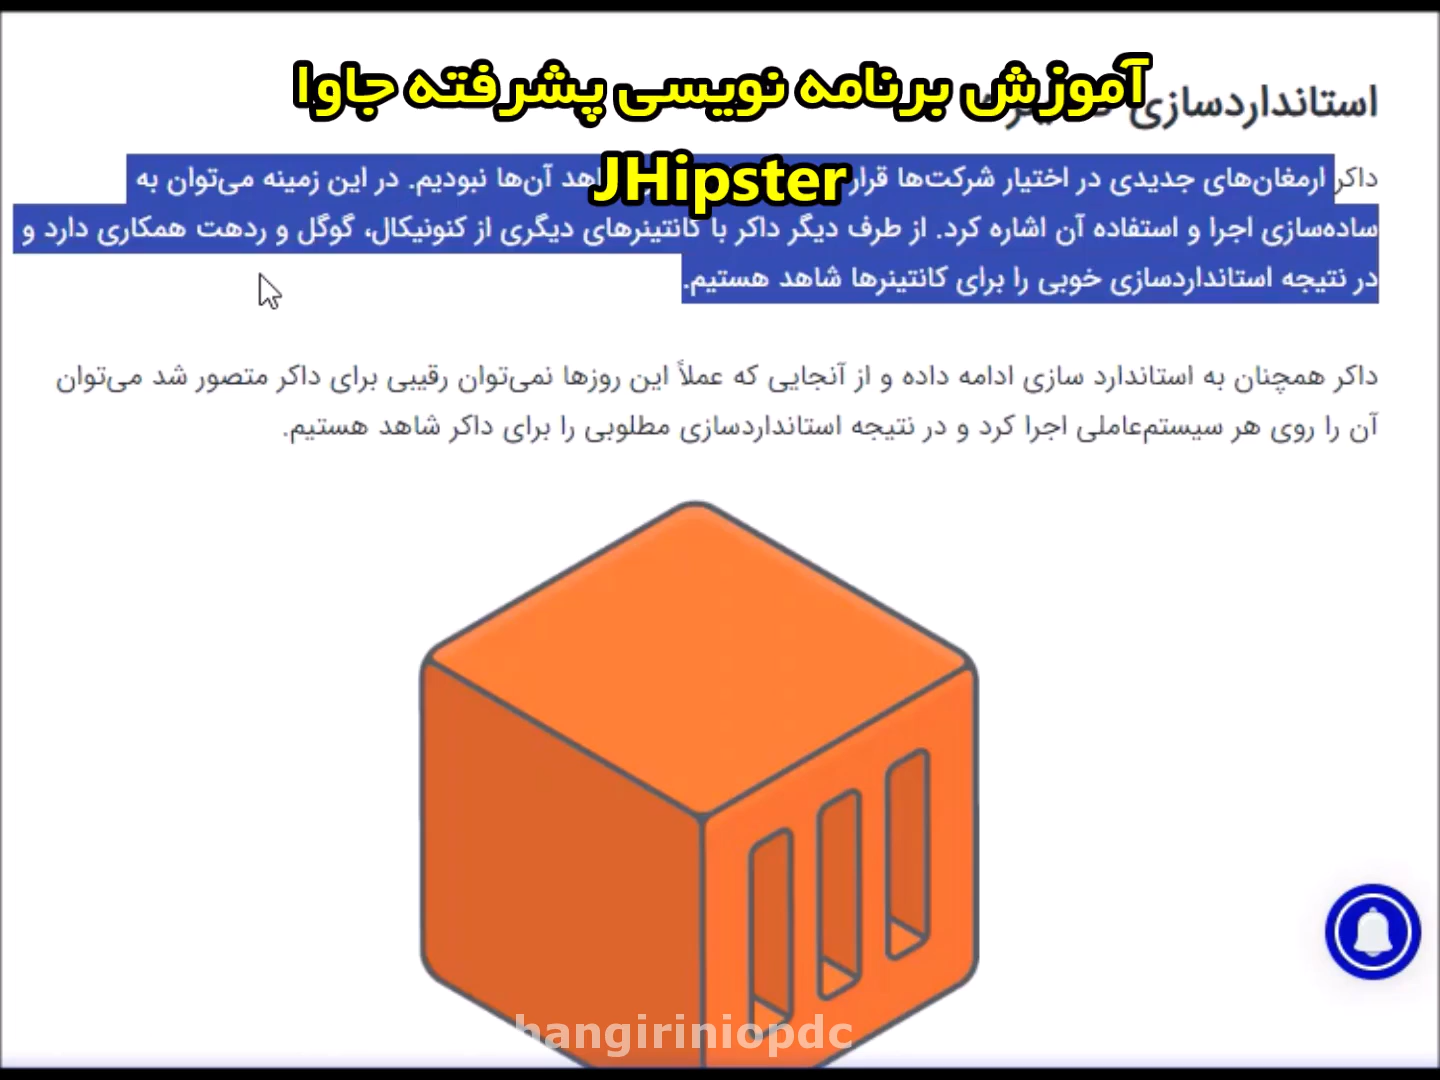 آموزش برنامه نویسی پشرفته جاوا
JHipster
استانداردسازی
داکر ارمغان‌های جدیدی در اختیار شرکت‌ها قرار آن‌ها نبودیم. در این زمینه می‌توان به
ساده‌سازی اجرا و استفاده آن اشاره کرد. از طرف دیگر داکر با کانتینرهای دیگری از کنونیکال، گوگل و ردهت همکاری دارد و
در نتیجه استانداردسازی خوبی را برای کانتینرها شاهد هستیم.
داکر همچنان به استاندارد سازی ادامه داده و از آنجایی که عملاً این روزها نمی‌توان رقیبی برای داکر متصور شد می‌توان
آن را روی هر سیستم‌عاملی اجرا کرد و در نتیجه استانداردسازی مطلوبی را برای داکر شاهد هستیم.
hangiriniopdc